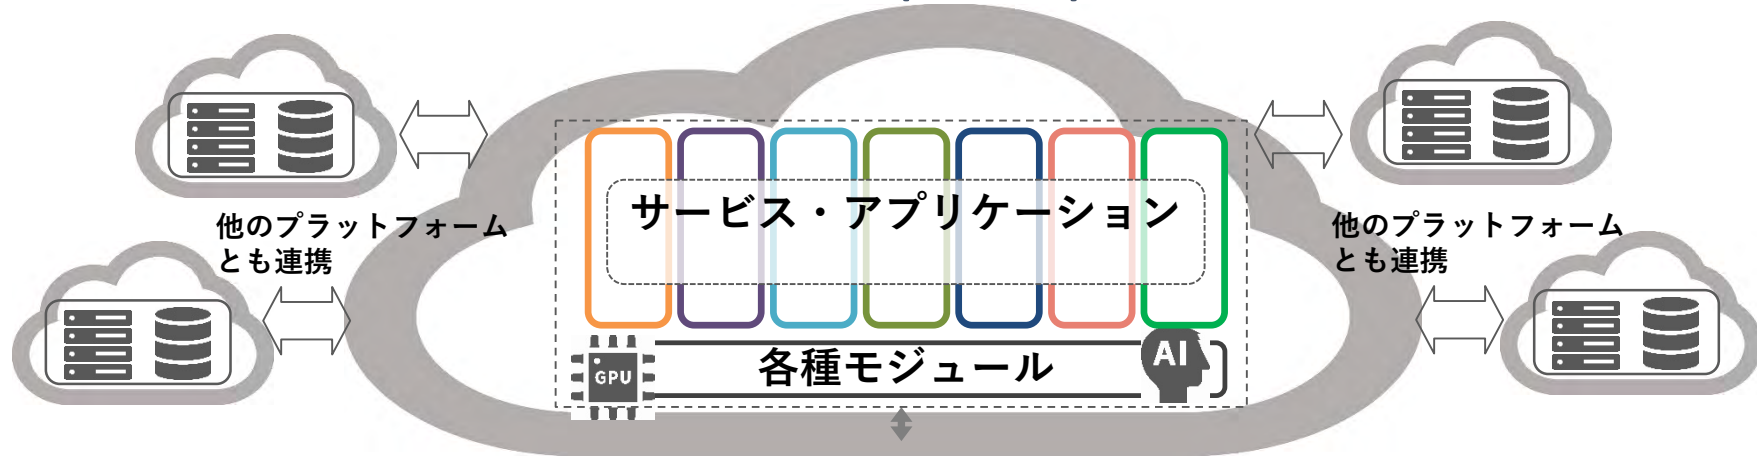 サービス・アプリケーション
他のプラットフォーム
とも連携
他のプラットフォーム
とも連携
GPU
各種モジュール
AI